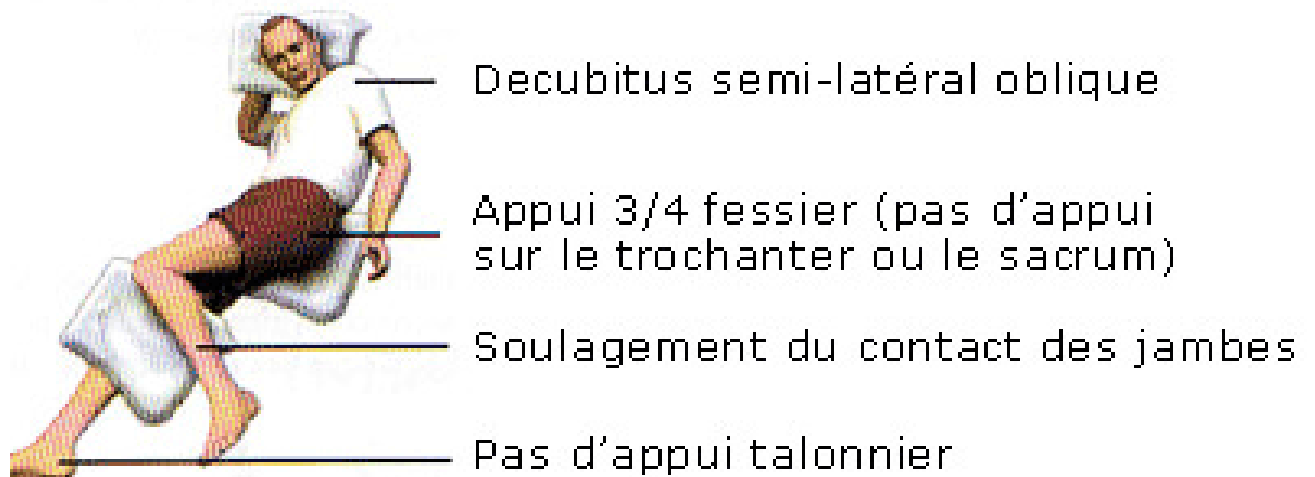 Decubitus semi-latéral oblique
Appui 3/4 fessier (pas d'appui
sur le trochanter ou le sacrum)
Soulagement du contact des jambes
Pas d'appui talonnier